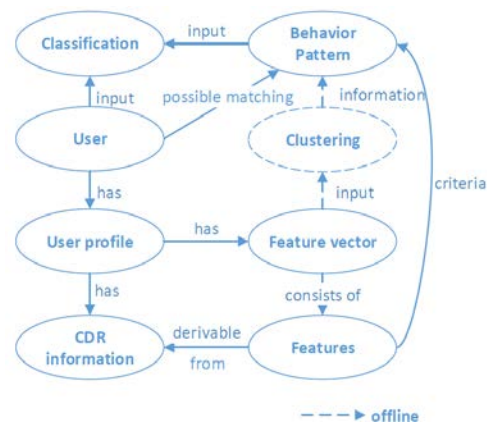 Classification
input
Behavior
Pattern
input
possible matching
information
User
Clustering
has
input
criteria
User profile
has
Feature vector
has
consists of
CDR
information
derivable
from
Features
offline